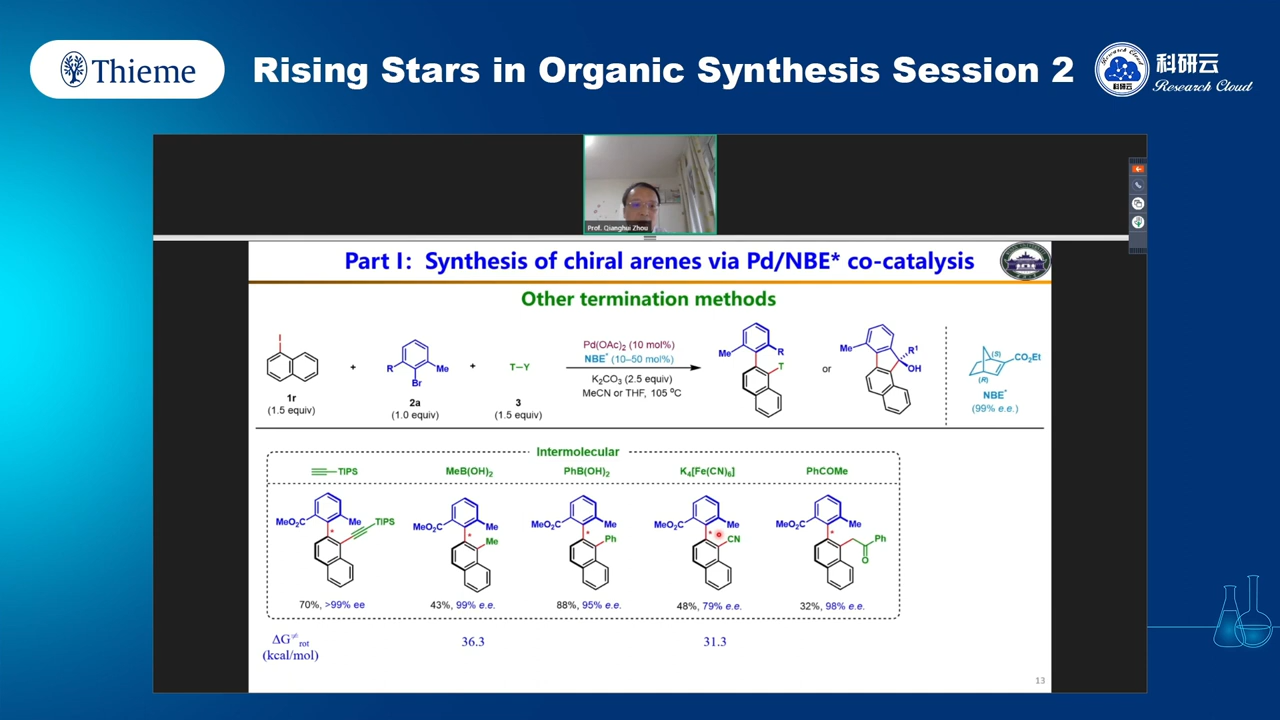 Thieme
Rising Stars in Organic Synthesis Session 2
科研云
Research Cloud
Prof. Qianghui Zhou
Part I: Synthesis of chiral arenes via Pd/NBE* co-catalysis
Other termination methods
I
1r
(1.5 equiv)
+
R
Me
Br
2a
(1.0 equiv)
+
T–Y
3
(1.5 equiv)
Pd(OAc)₂ (10 mol%)
NBE* (10–50 mol%)
K₂CO₃ (2.5 equiv)
MeCN or THF, 105 ⁰C
Me
R
T
or
Me
R¹
OH
(S)
CO₂Et
(R)
NBE*
(99% e.e.)
Intermolecular
TIPS
MeB(OH)₂
PhB(OH)₂
K₄[Fe(CN)₆]
PhCOMe
MeO₂C
Me
TIPS
*
MeO₂C
Me
*
Me
MeO₂C
Me
*
Ph
MeO₂C
Me
*
CN
MeO₂C
Me
*
Ph
O
70%, >99% ee
43%, 99% e.e.
88%, 95% e.e.
48%, 79% e.e.
32%, 98% e.e.
ΔG≠rot
(kcal/mol)
36.3
31.3
13